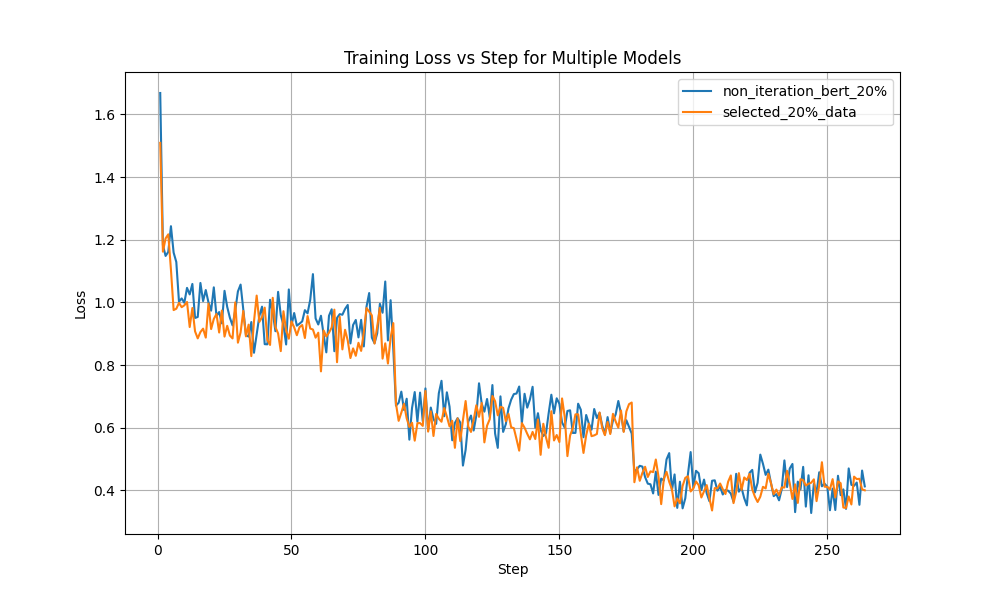 Training Loss vs Step for Multiple Models
non_iteration_bert_20%
selected_20%_data
Loss
1.6
1.4
1.2
1.0
0.8
0.6
0.4
0
50
100
150
200
250
Step